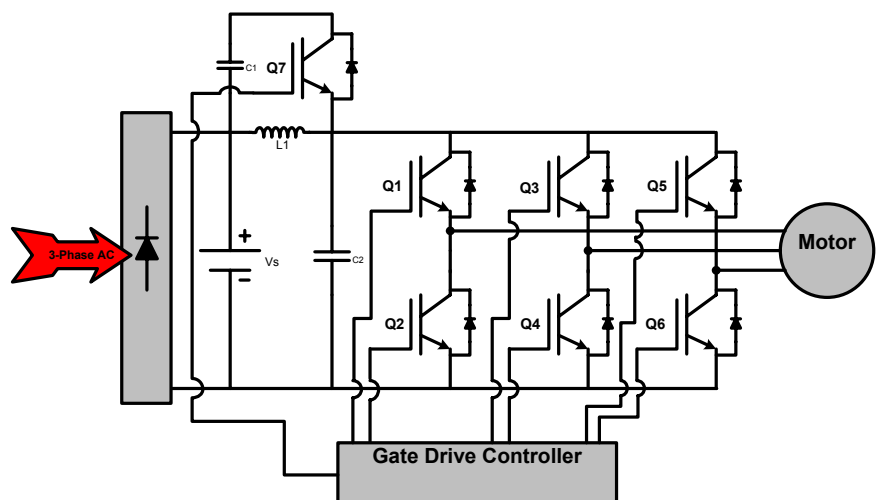 C1
Q7
L1
Q1
Q3
Q5
Motor
3-Phase AC
+
Vs
-
C2
Q2
Q4
Q6
Gate Drive Controller